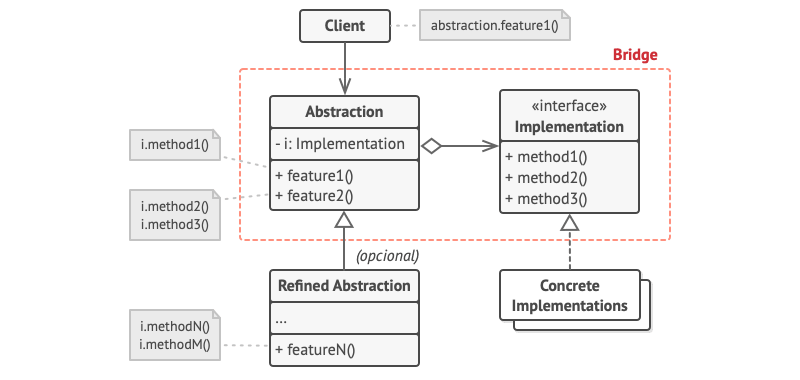 Client
abstraction.feature1()
Bridge
Abstraction
- i: Implementation
+ feature1()
+ feature2()
«interface»
Implementation
+ method1()
+ method2()
+ method3()
i.method1()
i.method2()
i.method3()
(opcional)
Refined Abstraction
...
+ featureN()
i.methodN()
i.methodM()
Concrete
Implementations